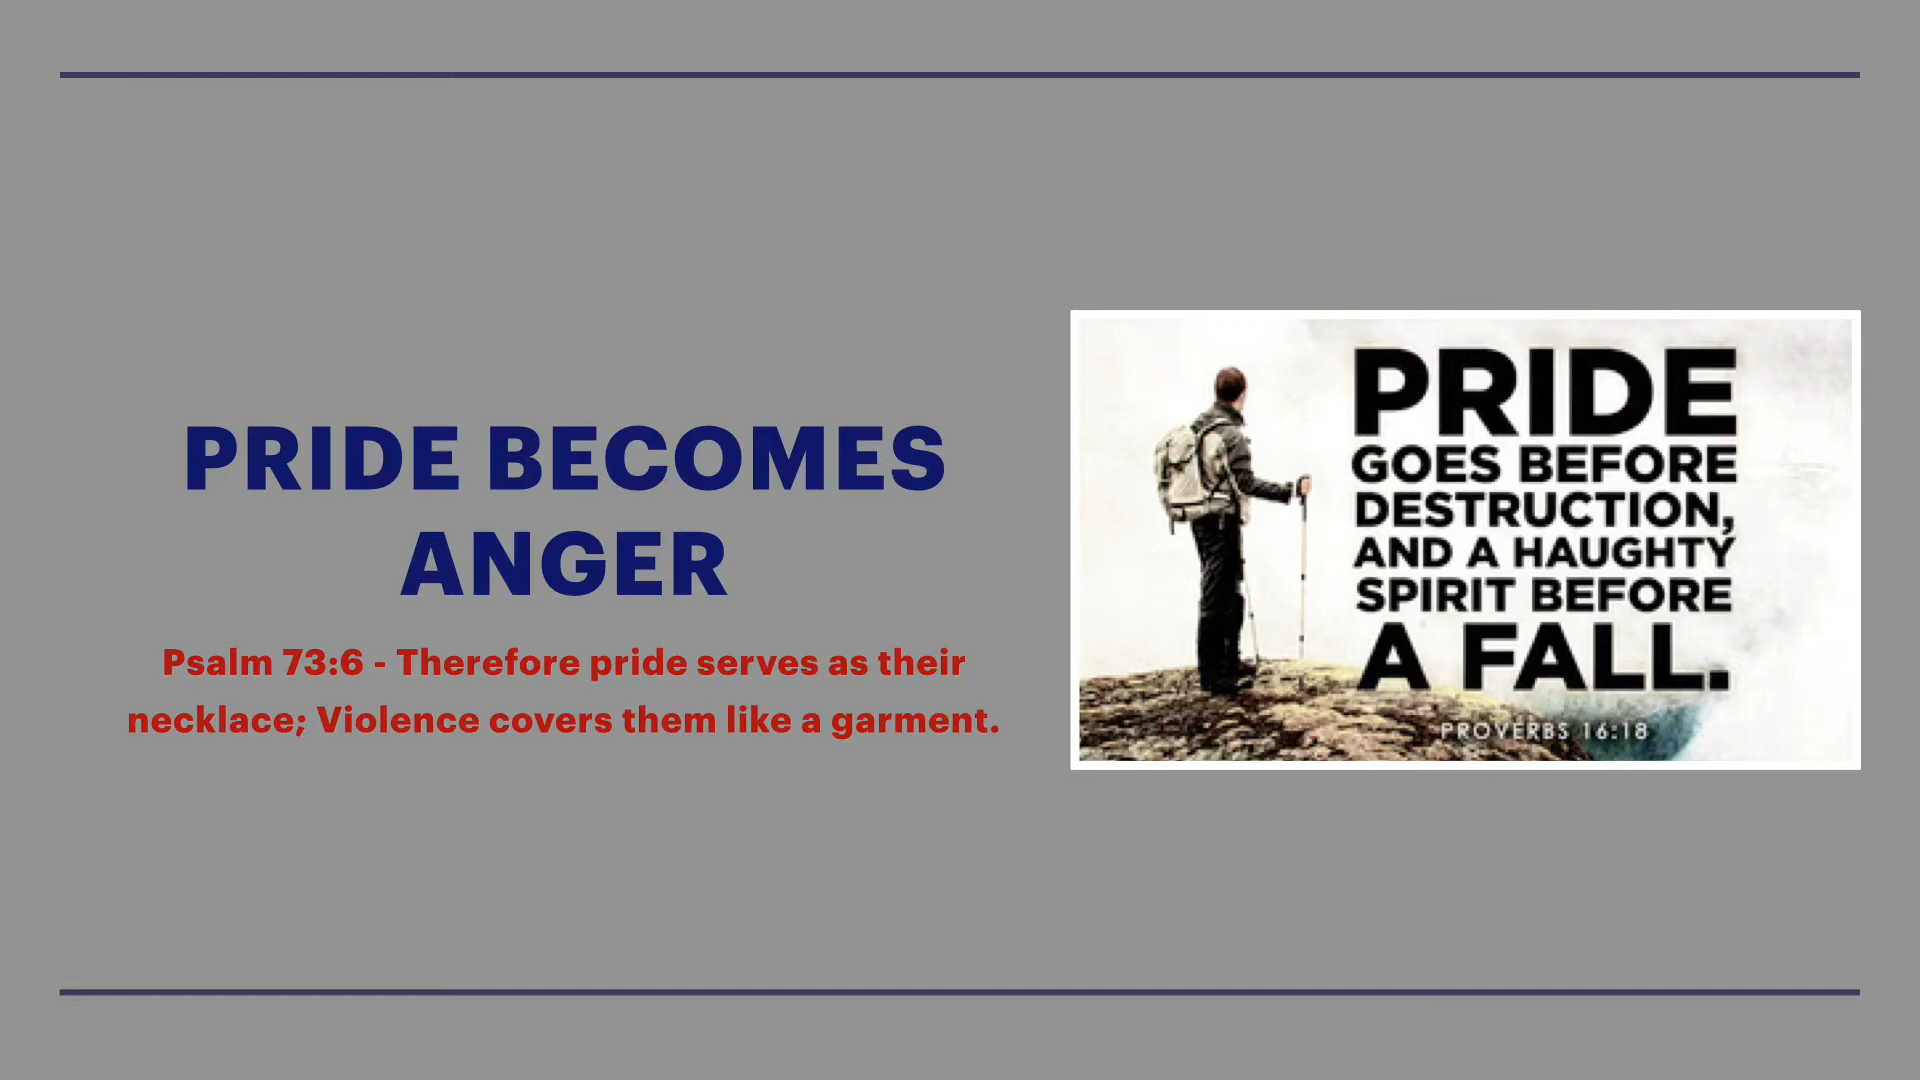 PRIDE BECOMES
ANGER
Psalm 73:6 - Therefore pride serves as their
necklace; Violence covers them like a garment.
PRIDE
GOES BEFORE
DESTRUCTION,
AND A HAUGHTY
SPIRIT BEFORE
A FALL.
PROVERBS 16:18